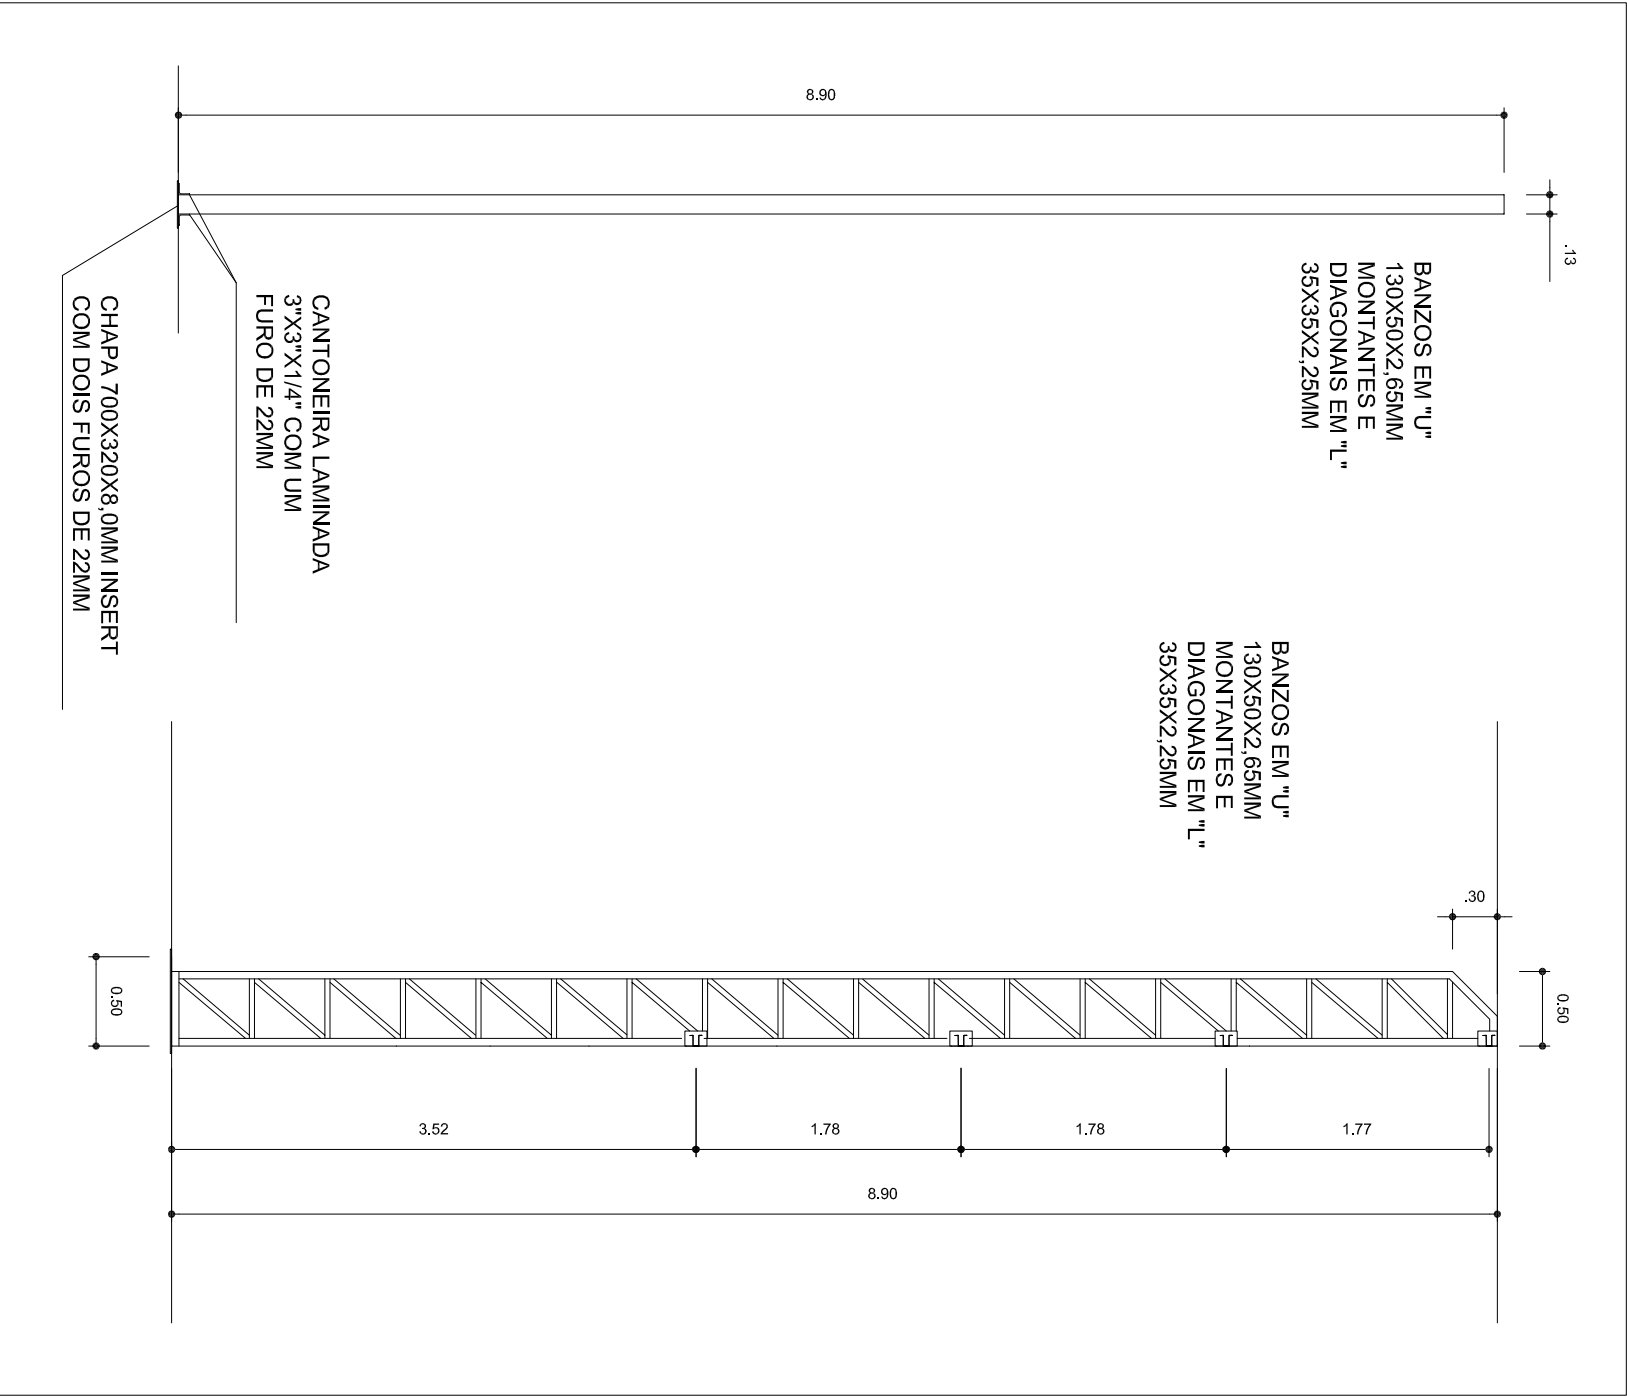 8.90
.13
BANZOS EM "U"
130X50X2,65MM
MONTANTES E
DIAGONAIS EM "L"
35X35X2,25MM
CANTONEIRA LAMINADA
3"X3"X1/4" COM UM
FURO DE 22MM
CHAPA 700X320X8,0MM INSERT
COM DOIS FUROS DE 22MM
BANZOS EM "U"
130X50X2,65MM
MONTANTES E
DIAGONAIS EM "L"
35X35X2,25MM
.30
0.50
0.50
3.52
1.78
1.78
1.77
8.90